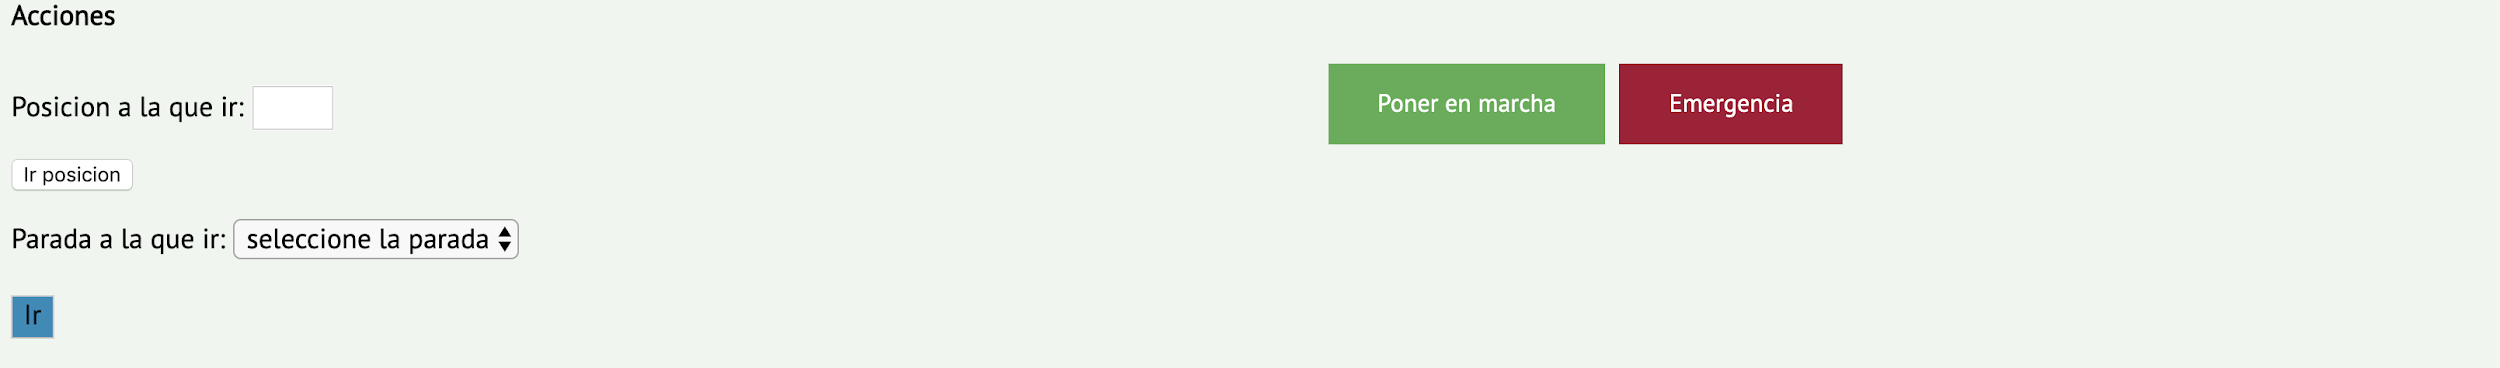 Acciones
Posicion a la que ir:
Poner en marcha
Emergencia
Ir posicion
Parada a la que ir: seleccione la parada
Ir